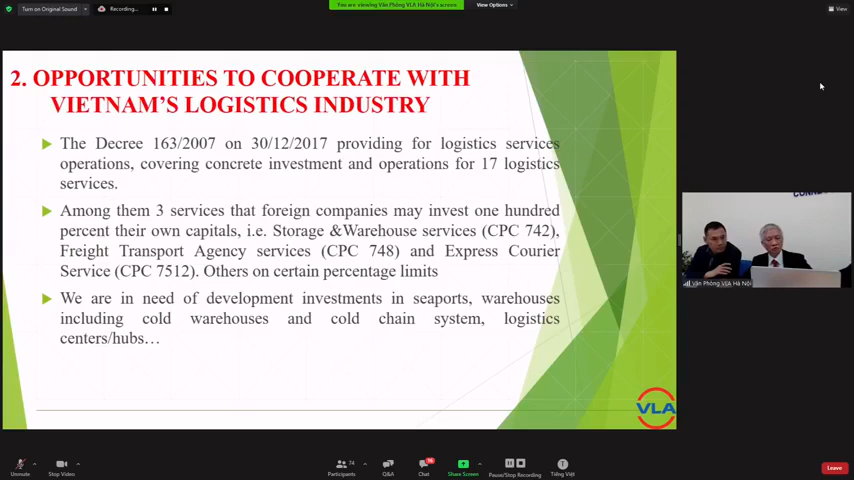 Turn on Original Sound
Recording...
You are viewing Văn Phòng VLA Hà Nội's screen
View Options
View
2. OPPORTUNITIES TO COOPERATE WITH
VIETNAM'S LOGISTICS INDUSTRY
The Decree 163/2007 on 30/12/2017 providing for logistics services
operations, covering concrete investment and operations for 17 logistics
services.
Among them 3 services that foreign companies may invest one hundred
percent their own capitals, i.e. Storage &Warehouse services (CPC 742),
Freight Transport Agency services (CPC 748) and Express Courier
Service (CPC 7512). Others on certain percentage limits
We are in need of development investments in seaports, warehouses
including cold warehouses and cold chain system, logistics
centers/hubs…
VLA
Văn Phòng VLA Hà Nội
Unmute
Stop Video
Participants
74
Q&A
Chat
Share Screen
Pause/Stop Recording
Tiếng Việt
Leave